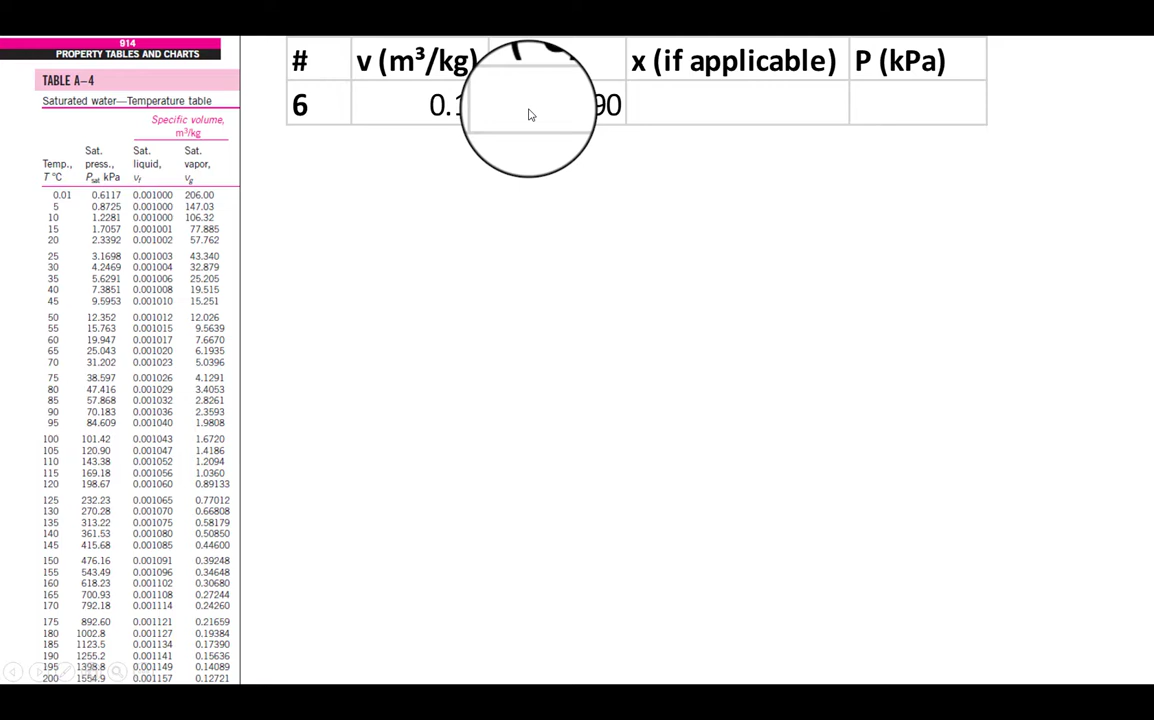 914
PROPERTY TABLES AND CHARTS
TABLE A–4
Saturated water—Temperature table
Specific volume,
m³/kg
Sat. Sat. Sat.
Temp., press., liquid, vapor,
T °C P_sat kPa v_f v_g
0.01 0.6117 0.001000 206.00
5 0.8725 0.001000 147.03
10 1.2281 0.001000 106.32
15 1.7057 0.001001 77.885
20 2.3392 0.001002 57.762
25 3.1698 0.001003 43.340
30 4.2469 0.001004 32.879
35 5.6291 0.001006 25.205
40 7.3851 0.001008 19.515
45 9.5953 0.001010 15.251
50 12.352 0.001012 12.026
55 15.763 0.001015 9.5639
60 19.947 0.001017 7.6670
65 25.043 0.001020 6.1935
70 31.202 0.001023 5.0396
75 38.597 0.001026 4.1291
80 47.416 0.001029 3.4053
85 57.868 0.001032 2.8261
90 70.183 0.001036 2.3593
95 84.609 0.001040 1.9808
100 101.42 0.001043 1.6720
105 120.90 0.001047 1.4186
110 143.38 0.001052 1.2094
115 169.18 0.001056 1.0360
120 198.67 0.001060 0.89133
125 232.23 0.001065 0.77012
130 270.28 0.001070 0.66808
135 313.22 0.001075 0.58179
140 361.53 0.001080 0.50850
145 415.68 0.001085 0.44600
150 476.16 0.001091 0.39248
155 543.49 0.001096 0.34648
160 618.23 0.001102 0.30680
165 700.93 0.001108 0.27244
170 792.18 0.001114 0.24260
175 892.60 0.001121 0.21659
180 1002.8 0.001127 0.19384
185 1123.5 0.001134 0.17390
190 1255.2 0.001141 0.15636
195 1398.8 0.001149 0.14089
200 1554.9 0.001157 0.12721
# v (m³/kg) x (if applicable) P (kPa)
6 0.1 90